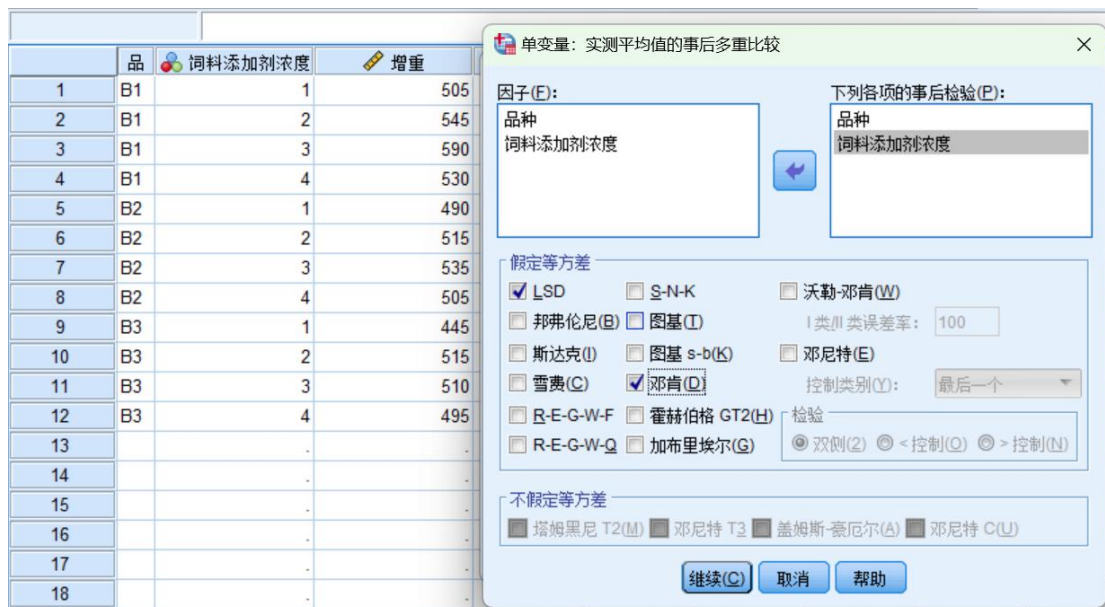 品 饲料添加剂浓度 增重
1 B1 1 505
2 B1 2 545
3 B1 3 590
4 B1 4 530
5 B2 1 490
6 B2 2 515
7 B2 3 535
8 B2 4 505
9 B3 1 445
10 B3 2 515
11 B3 3 510
12 B3 4 495
13 . .
14 . .
15 . .
16 . .
17 . .
18 . .
单变量：实测平均值的事后多重比较
因子(F): 下列各项的事后检验(P):
品种 品种
饲料添加剂浓度 饲料添加剂浓度
假定等方差
LSD S-N-K 沃勒-邓肯(W)
邦弗伦尼(B) 图基(T) I 类/II 类误差率： 100
斯达克(I) 图基 s-b(K) 邓尼特(E)
雪费(C) 邓肯(D) 控制类别(Y): 最后一个
R-E-G-W-F 霍赫伯格 GT2(H) 检验
R-E-G-W-Q 加布里埃尔(G) 双侧(2) < 控制(O) > 控制(N)
不假定等方差
塔姆黑尼 T2(M) 邓尼特 T3 盖姆斯-豪厄尔(A) 邓尼特 C(U)
继续(C) 取消 帮助